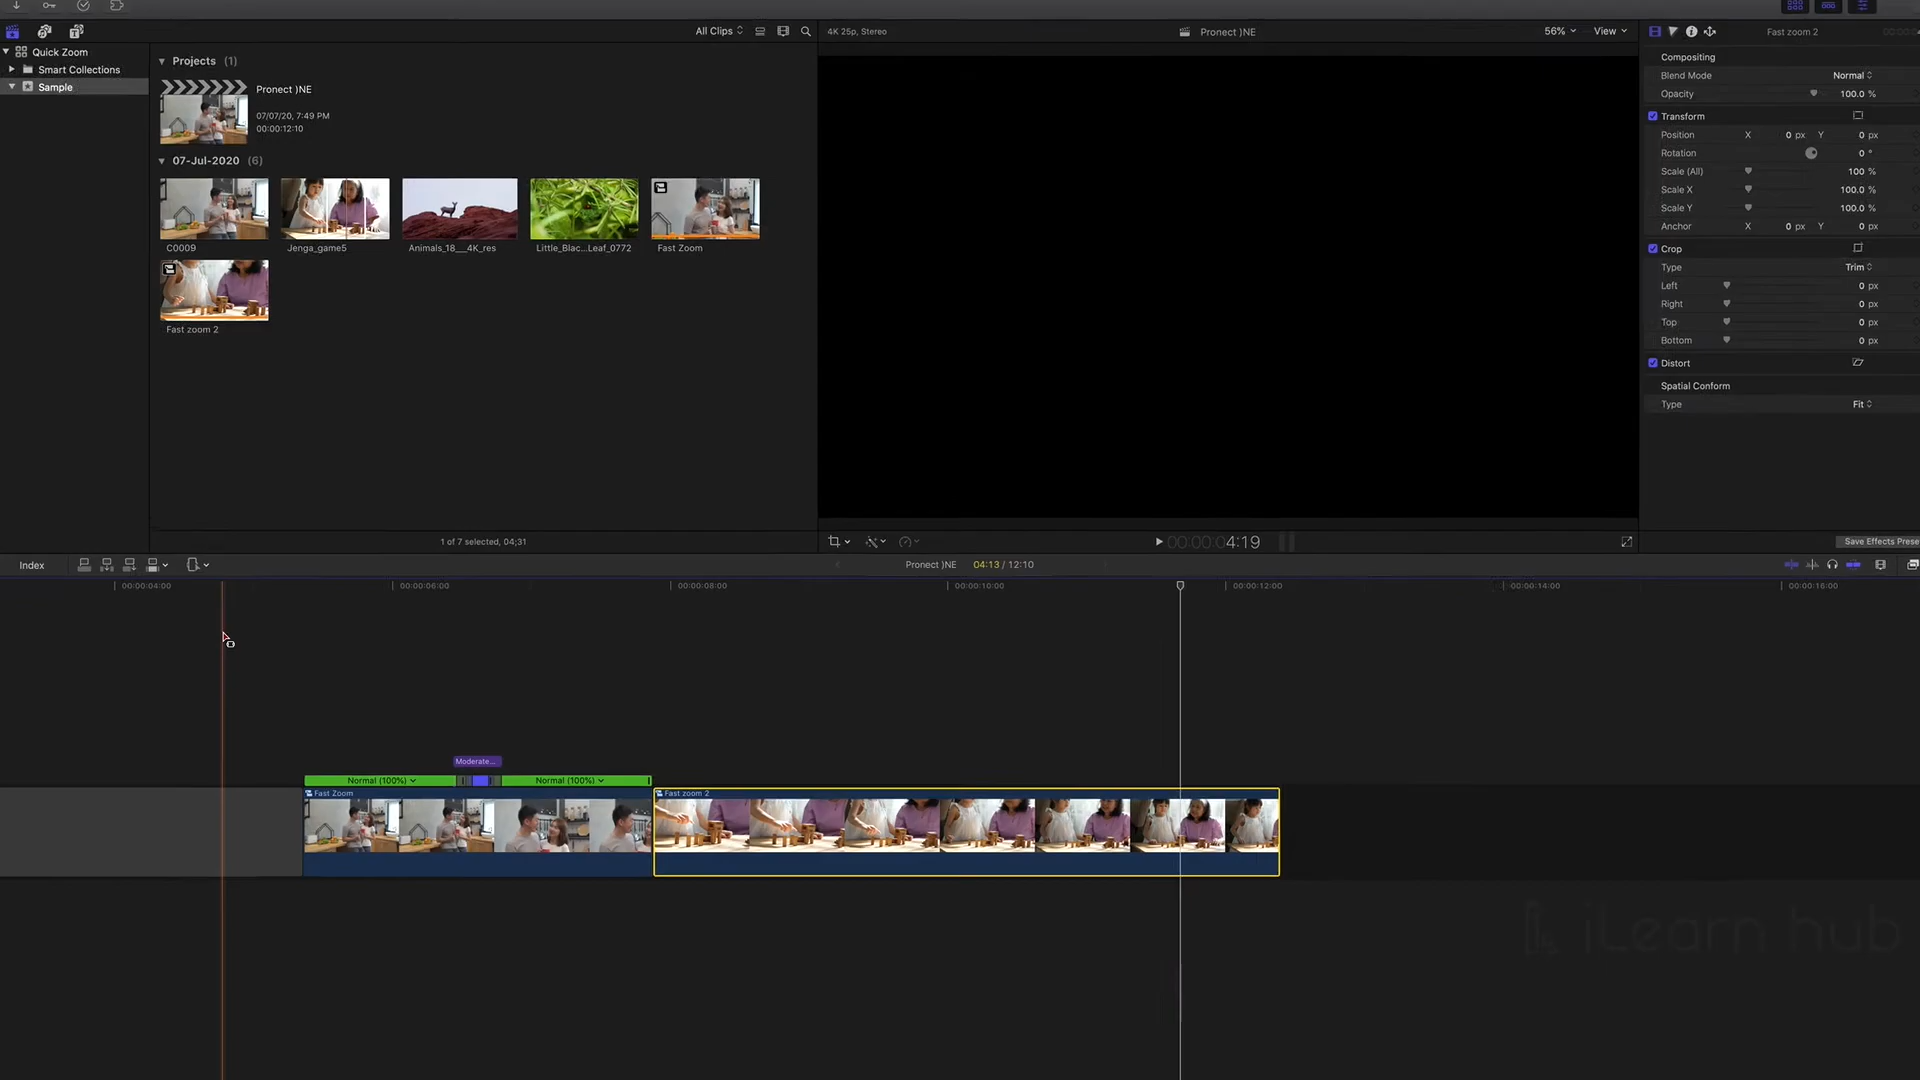 All Clips
4K 25p, Stereo
Pronect )NE
56%
View
Fast zoom 2
Quick Zoom
Smart Collections
Sample
Projects (1)
Pronect )NE
07/07/20, 7:49 PM
00:00:12:10
07-Jul-2020 (6)
C0009
Jenga_game5
Animals_18___4K_res
Little_Blac...Leaf_0772
Fast Zoom
Fast zoom 2
1 of 7 selected, 04;31
00:00:00:04:19
Compositing
Blend Mode Normal
Opacity 100.0 %
Transform
Position X 0 px Y 0 px
Rotation 0 °
Scale (All) 100 %
Scale X 100.0 %
Scale Y 100.0 %
Anchor X 0 px Y 0 px
Crop
Type Trim
Left 0 px
Right 0 px
Top 0 px
Bottom 0 px
Distort
Spatial Conform
Type Fit
Save Effects Prese
Index
Pronect )NE 04:13 / 12:10
00:00:04:00
00:00:06:00
00:00:08:00
00:00:10:00
00:00:12:00
00:00:14:00
00:00:16:00
Moderate...
Normal (100%)
Normal (100%)
Fast Zoom
Fast zoom 2
iLearn hub